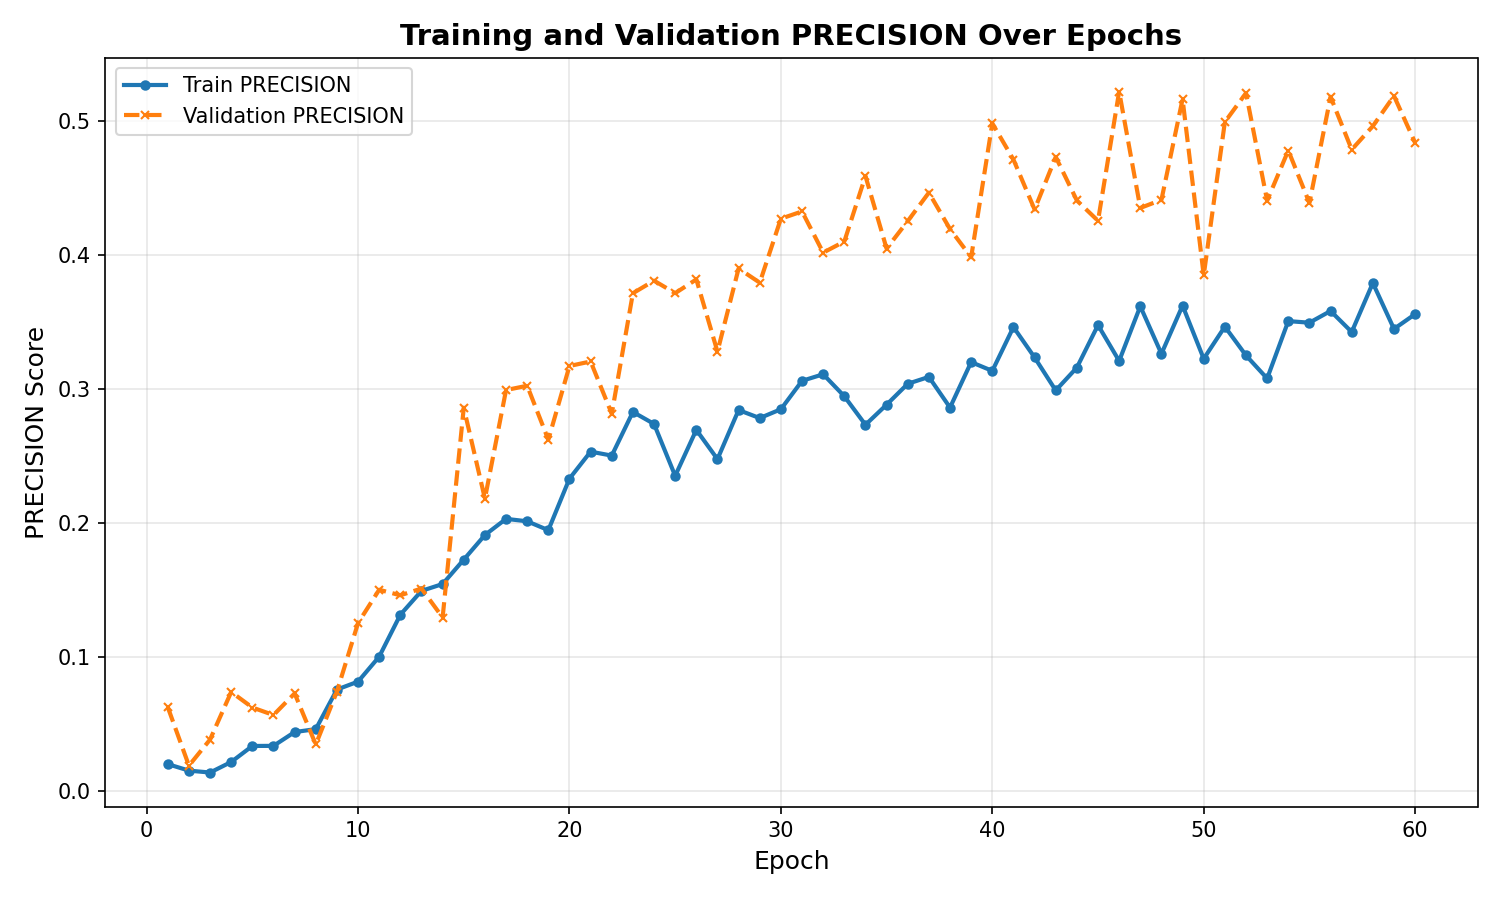 Training and Validation PRECISION Over Epochs
Train PRECISION
Validation PRECISION
PRECISION Score
0.5
0.4
0.3
0.2
0.1
0.0
0 10 20 30 40 50 60
Epoch